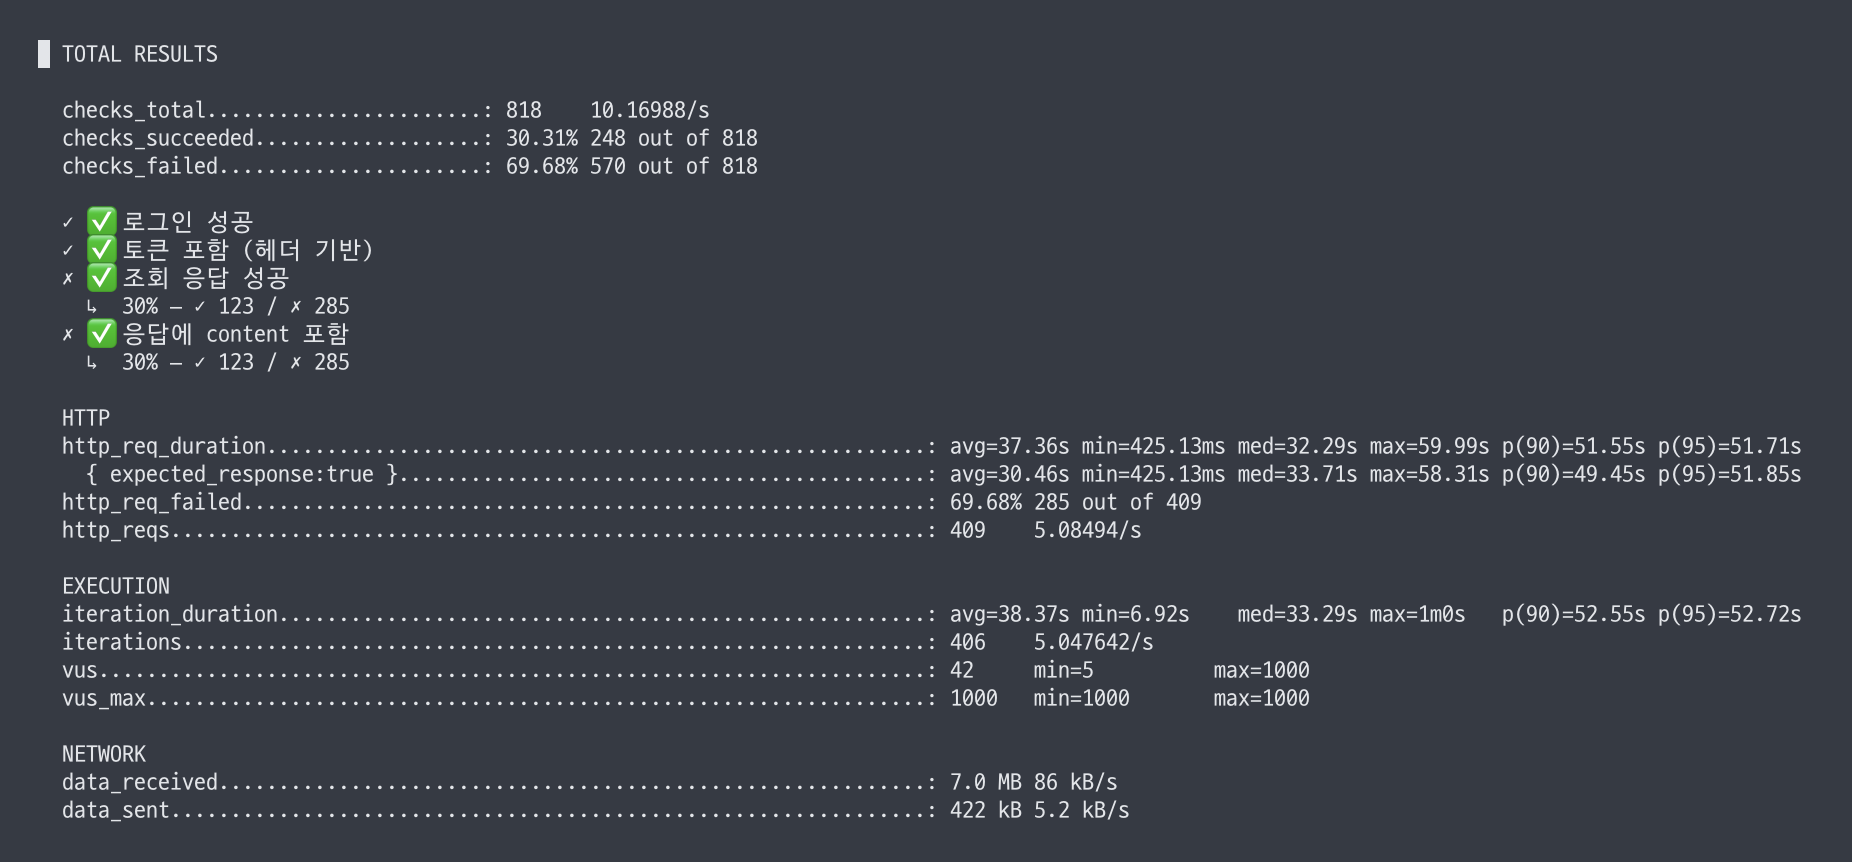 █ TOTAL RESULTS
checks_total.......................: 818    10.16988/s
checks_succeeded...................: 30.31% 248 out of 818
checks_failed......................: 69.68% 570 out of 818
✓ ✅ 로그인 성공
✓ ✅ 토큰 포함 (헤더 기반)
✗ ✅ 조회 응답 성공
↳  30% — ✓ 123 / ✗ 285
✗ ✅ 응답에 content 포함
↳  30% — ✓ 123 / ✗ 285
HTTP
http_req_duration.......................................................: avg=37.36s min=425.13ms med=32.29s max=59.99s p(90)=51.55s p(95)=51.71s
{ expected_response:true }............................................: avg=30.46s min=425.13ms med=33.71s max=58.31s p(90)=49.45s p(95)=51.85s
http_req_failed.........................................................: 69.68% 285 out of 409
http_reqs...............................................................: 409    5.08494/s
EXECUTION
iteration_duration......................................................: avg=38.37s min=6.92s    med=33.29s max=1m0s   p(90)=52.55s p(95)=52.72s
iterations..............................................................: 406    5.047642/s
vus.....................................................................: 42     min=5          max=1000
vus_max.................................................................: 1000   min=1000       max=1000
NETWORK
data_received...........................................................: 7.0 MB 86 kB/s
data_sent...............................................................: 422 kB 5.2 kB/s